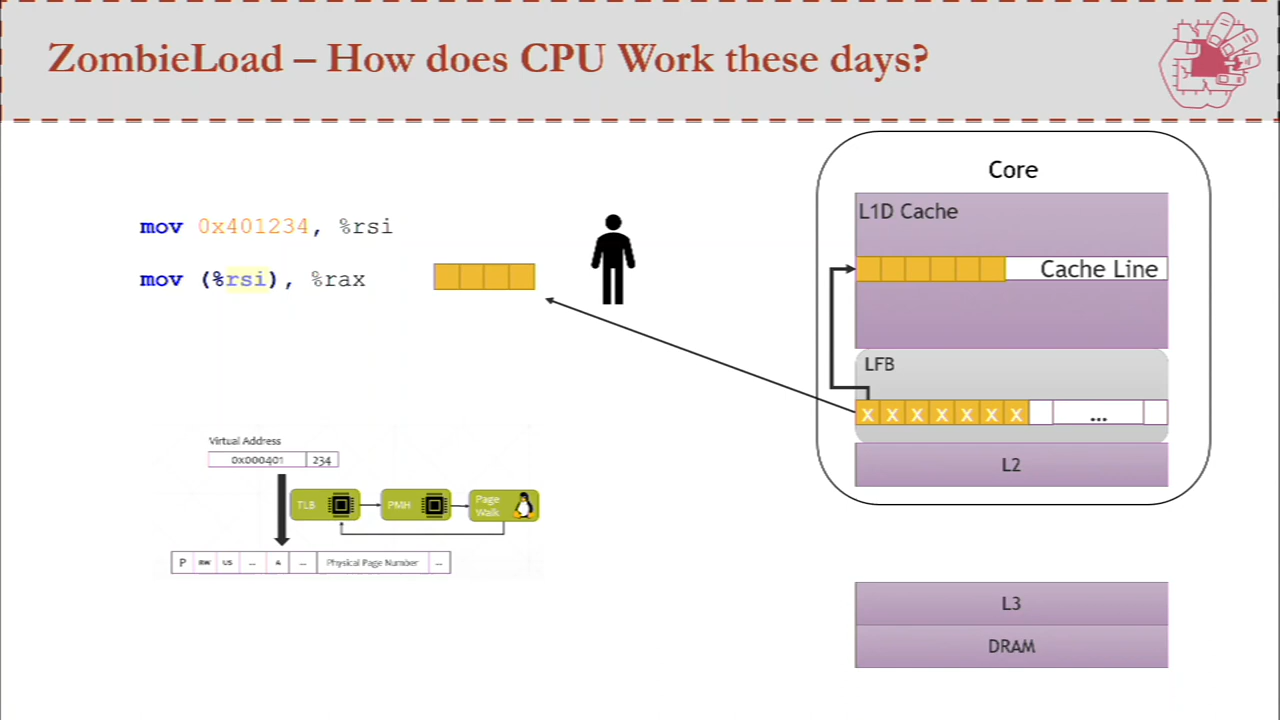 ZombieLoad – How does CPU Work these days?
mov 0x401234, %rsi
mov (%rsi), %rax
Core
L1D Cache
Cache Line
LFB
X X X X X X X ...
L2
Virtual Address
0x000401 234
TLB PMH Page Walk
P RW US ... A ... Physical Page Number ...
L3
DRAM